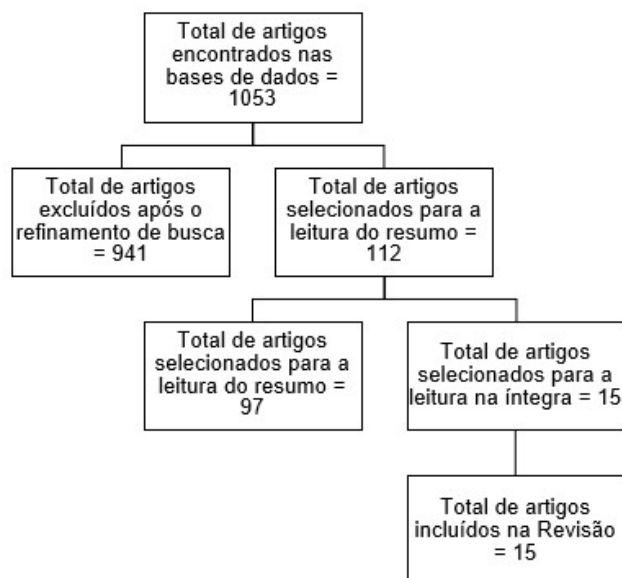 Total de artigos
encontrados nas
bases de dados =
1053
Total de artigos
excluídos após o
refinamento de busca
= 941
Total de artigos
selecionados para a
leitura do resumo =
112
Total de artigos
selecionados para a
leitura do resumo =
97
Total de artigos
selecionados para a
leitura na íntegra = 15
Total de artigos
incluídos na Revisão
= 15